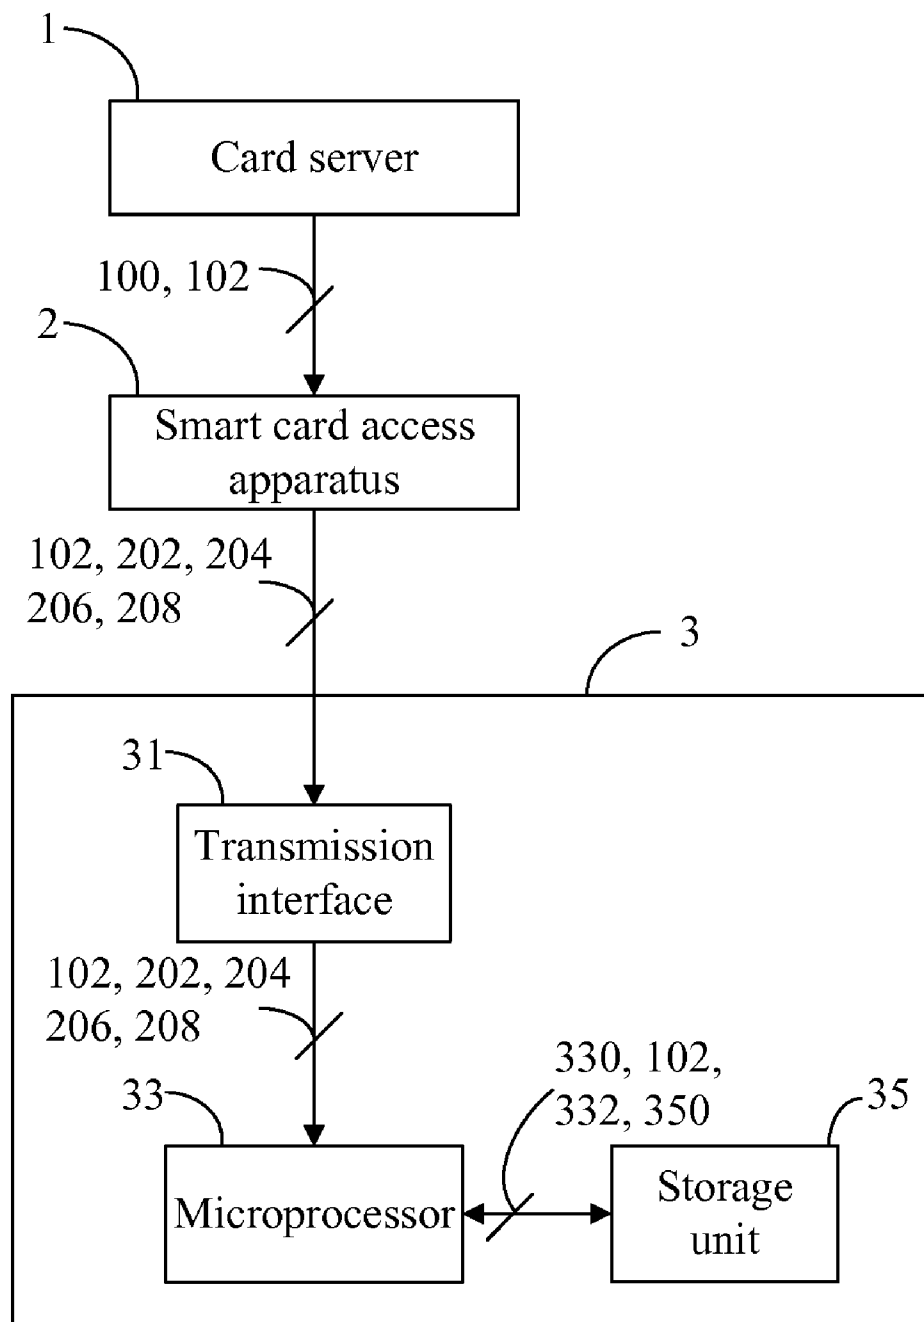 1
Card server
100, 102
2
Smart card access
apparatus
102, 202, 204
206, 208
3
31
Transmission
interface
102, 202, 204
206, 208
330, 102,
332, 350
33
35
Microprocessor
Storage
unit